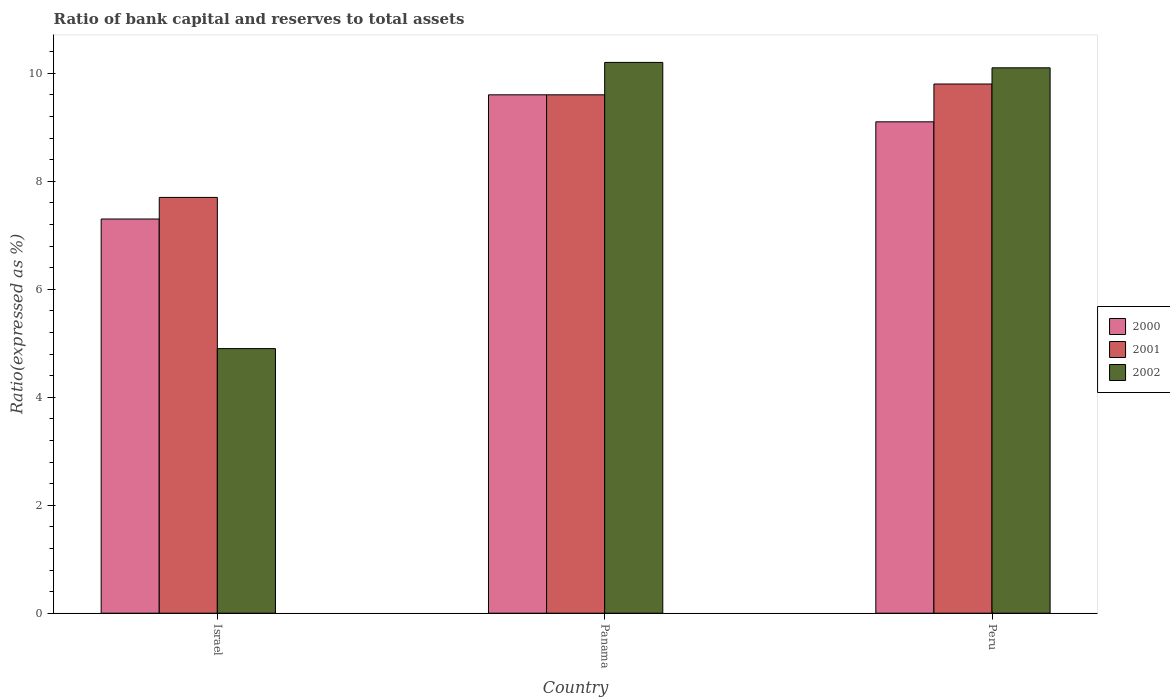 Ratio of bank capital and reserves to total assets
Ratio(expressed as %)
10
8
6
4
2
0
Israel
Panama
Peru
Country
2000
2001
2002